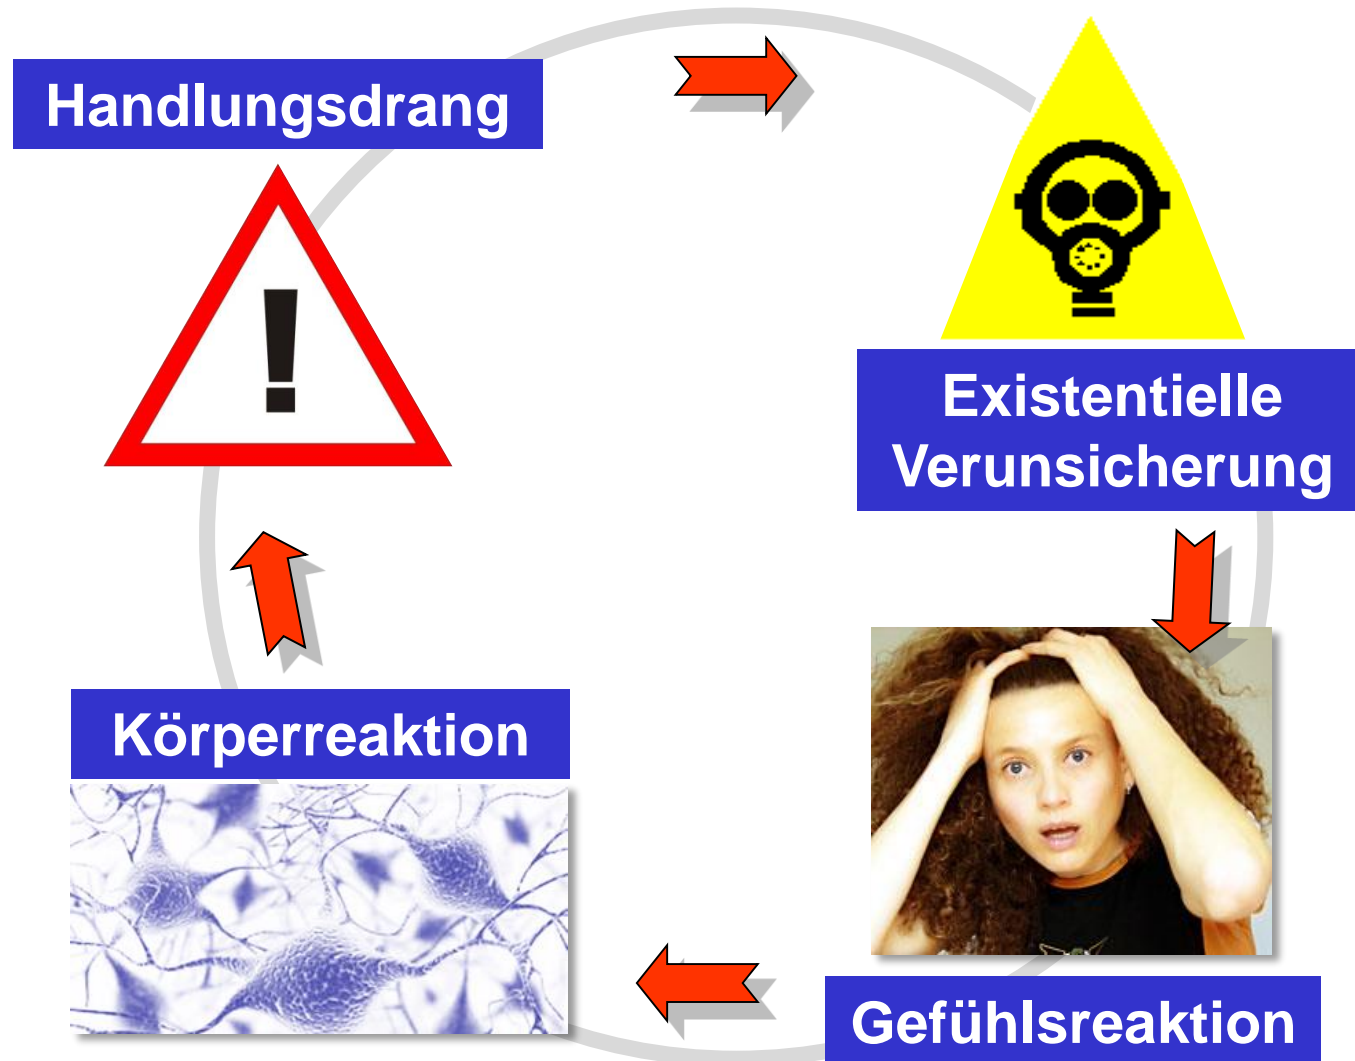 Handlungsdrang
Existentielle
Verunsicherung
Körperreaktion
Gefühlsreaktion